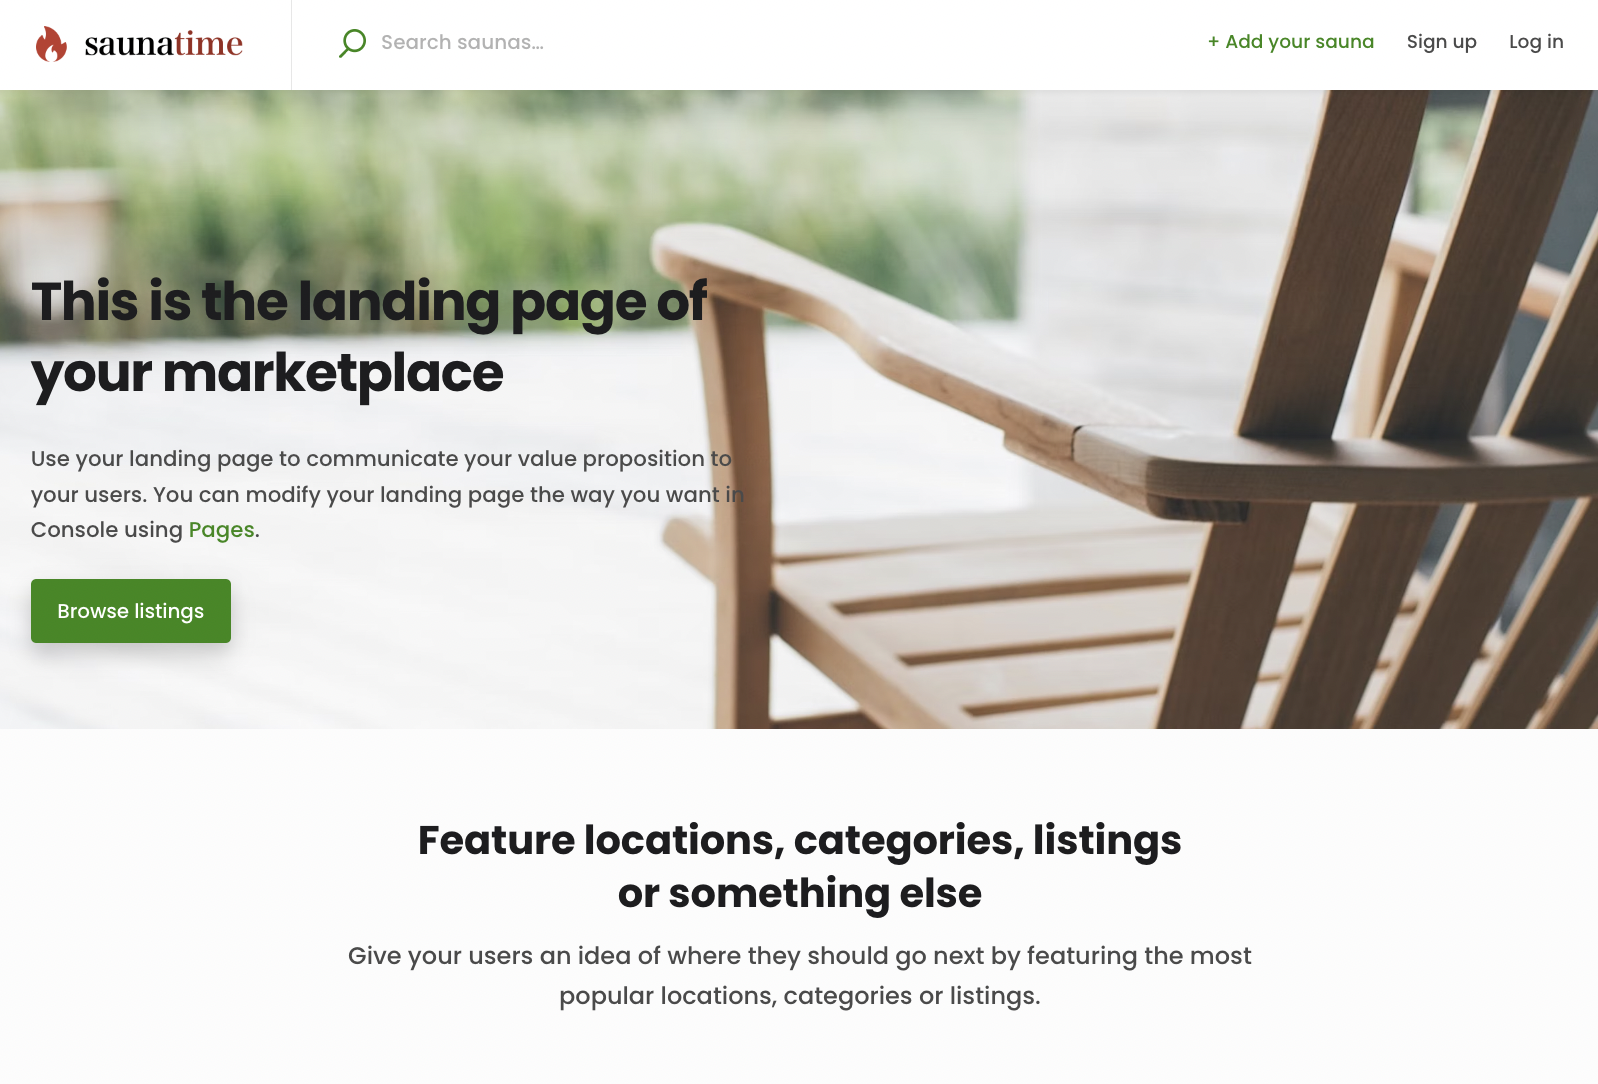 saunatime
Search saunas...
+ Add your sauna
Sign up
Log in
This is the landing page of
your marketplace
Use your landing page to communicate your value proposition to
your users. You can modify your landing page the way you want in
Console using Pages.
Browse listings
Feature locations, categories, listings
or something else
Give your users an idea of where they should go next by featuring the most
popular locations, categories or listings.